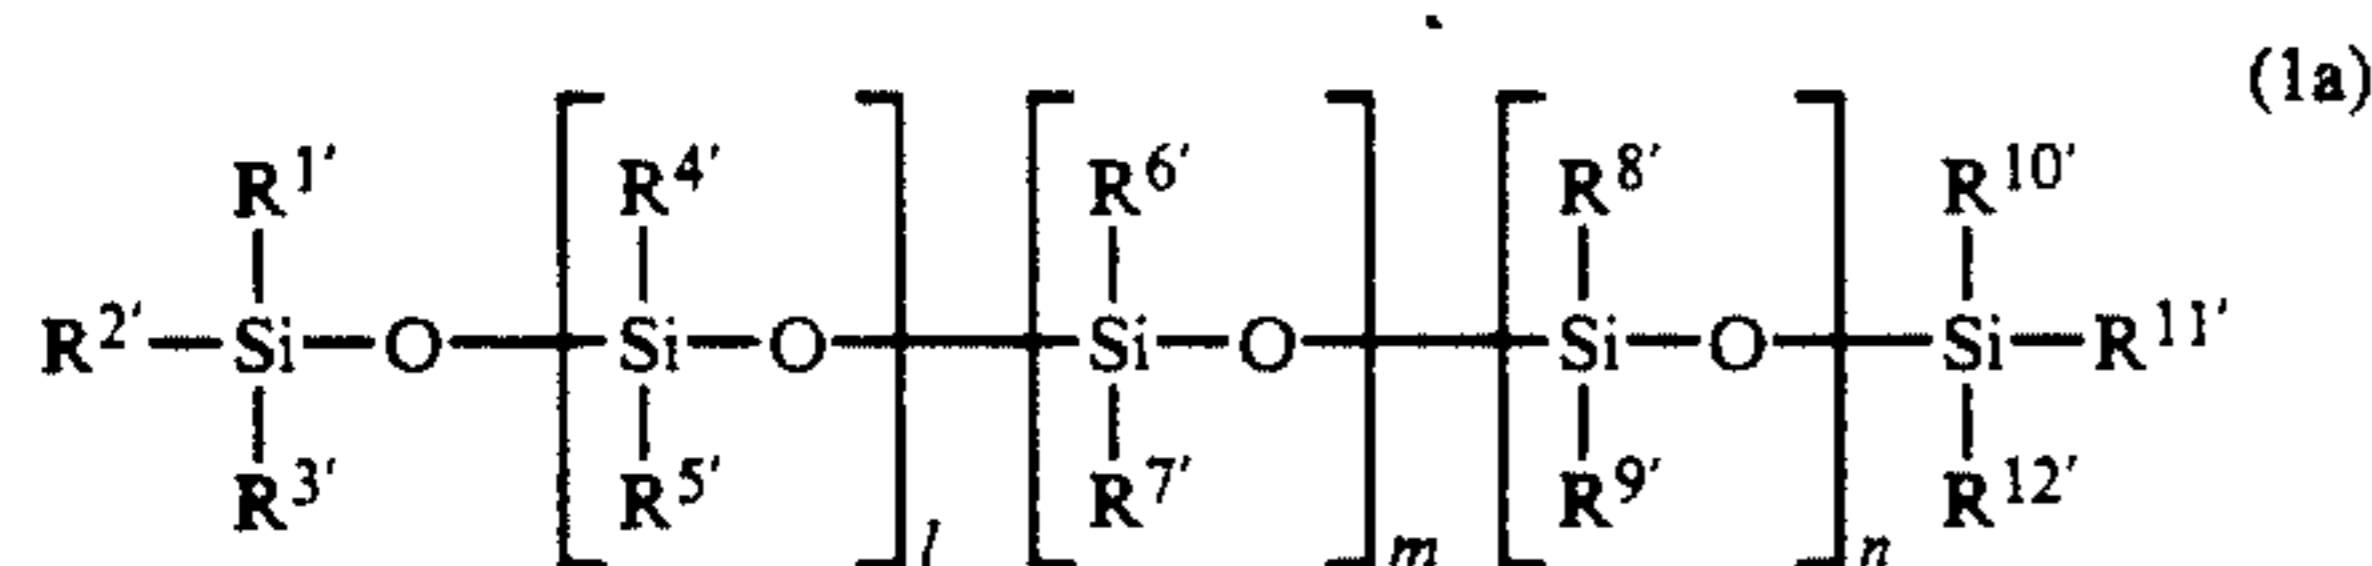 (1a)
R1′ R4′ R6′ R8′ R10′
R2′—Si—O—[Si—O]l—[Si—O]m—[Si—O]n—Si—R11′
R3′ R5′ R7′ R9′ R12′